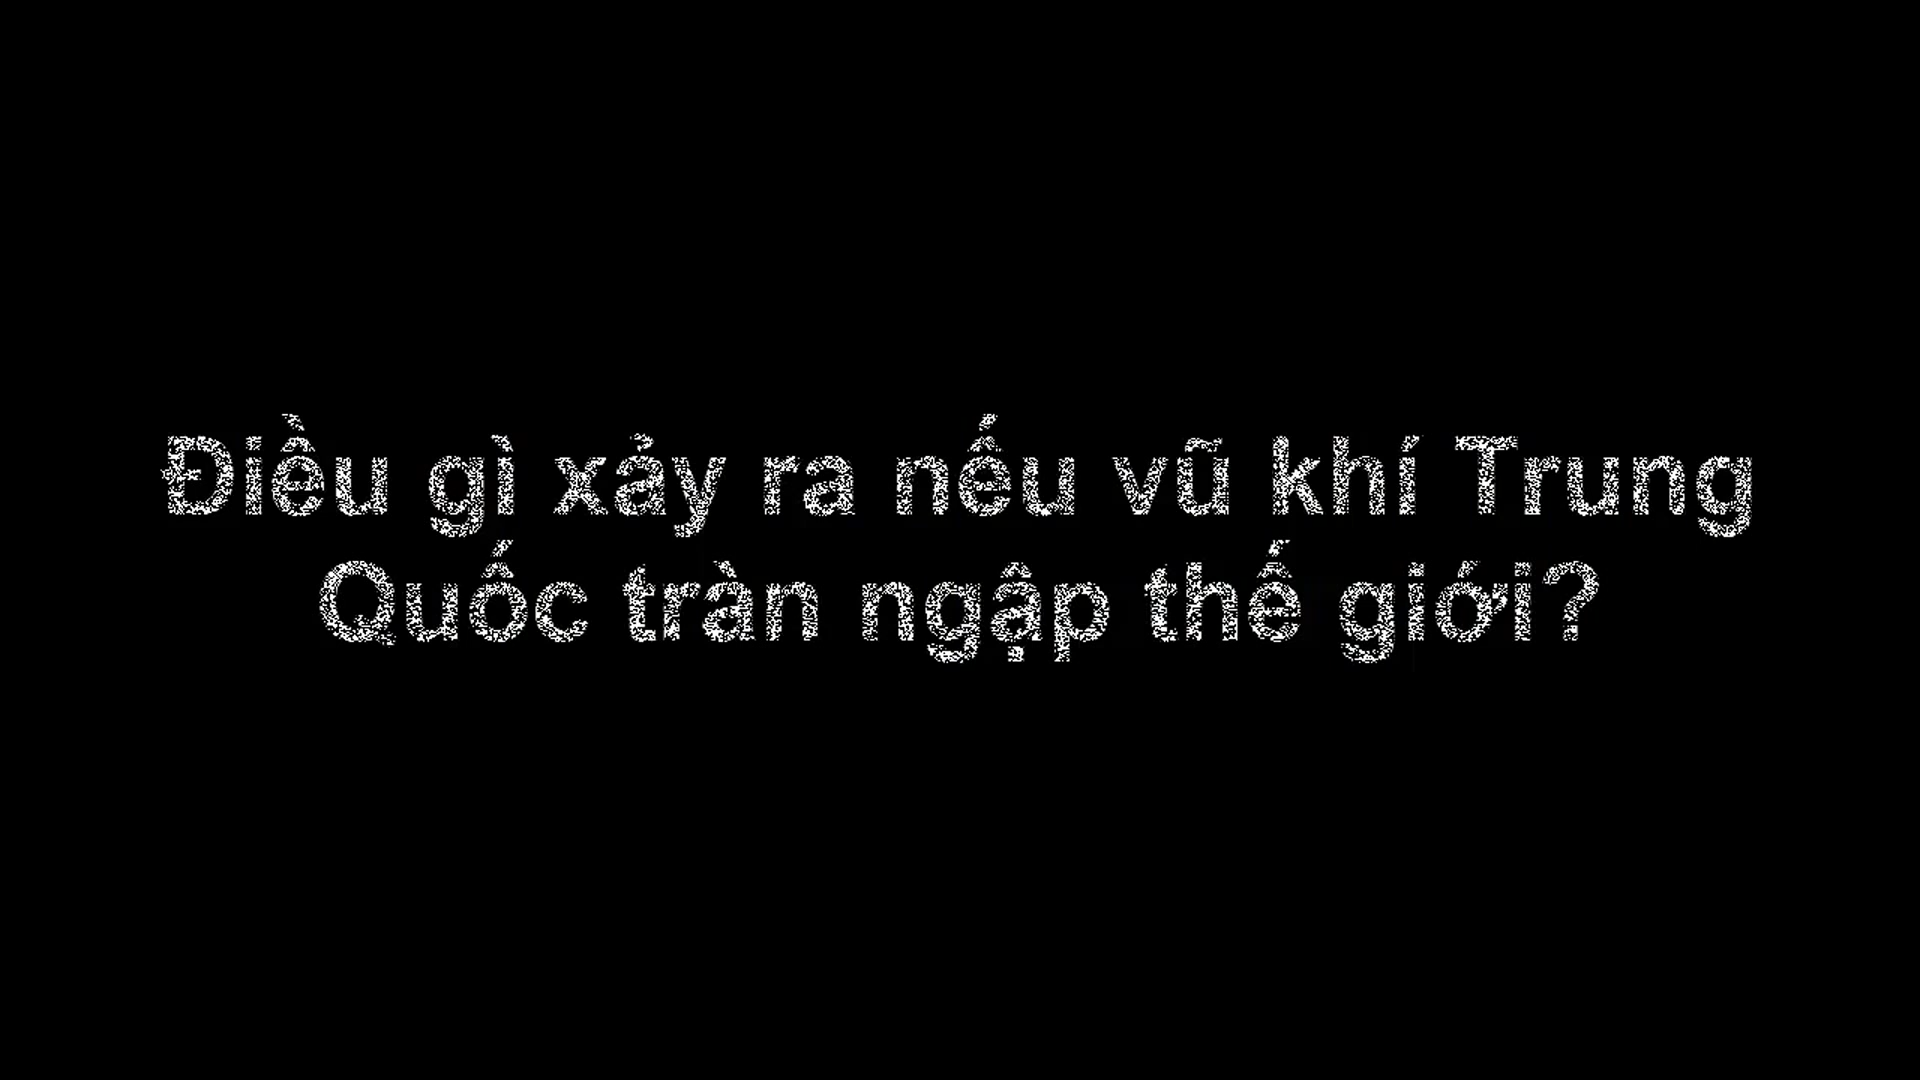 Điều gì xảy ra nếu vũ khí Trung
Quốc tràn ngập thế giới?